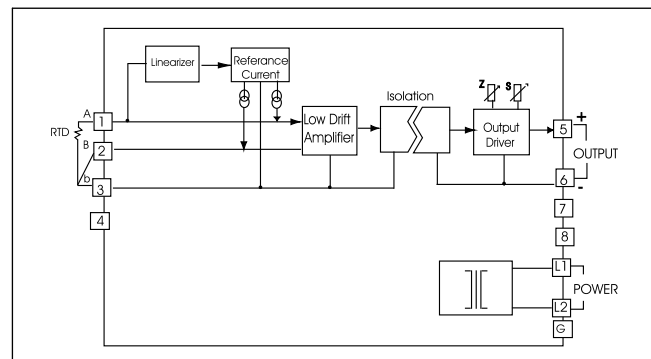 Linearizer
Referance
Current
Z
S
Isolation
A
1
RTD
B
2
b
3
4
Low Drift
Amplifier
Output
Driver
+
5
OUTPUT
6
-
7
8
L1
POWER
L2
G